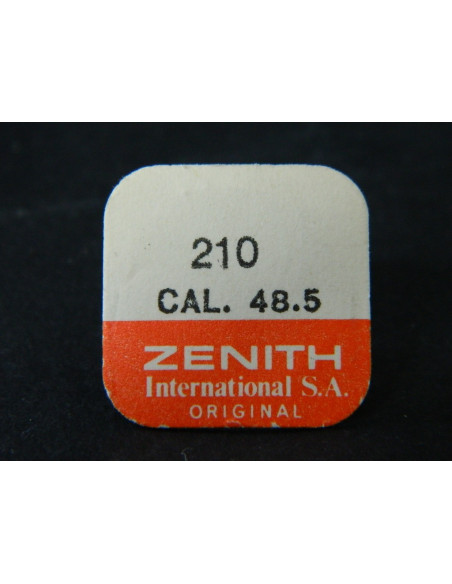 210
CAL. 48.5
ZENITH
International S.A.
ORIGINAL